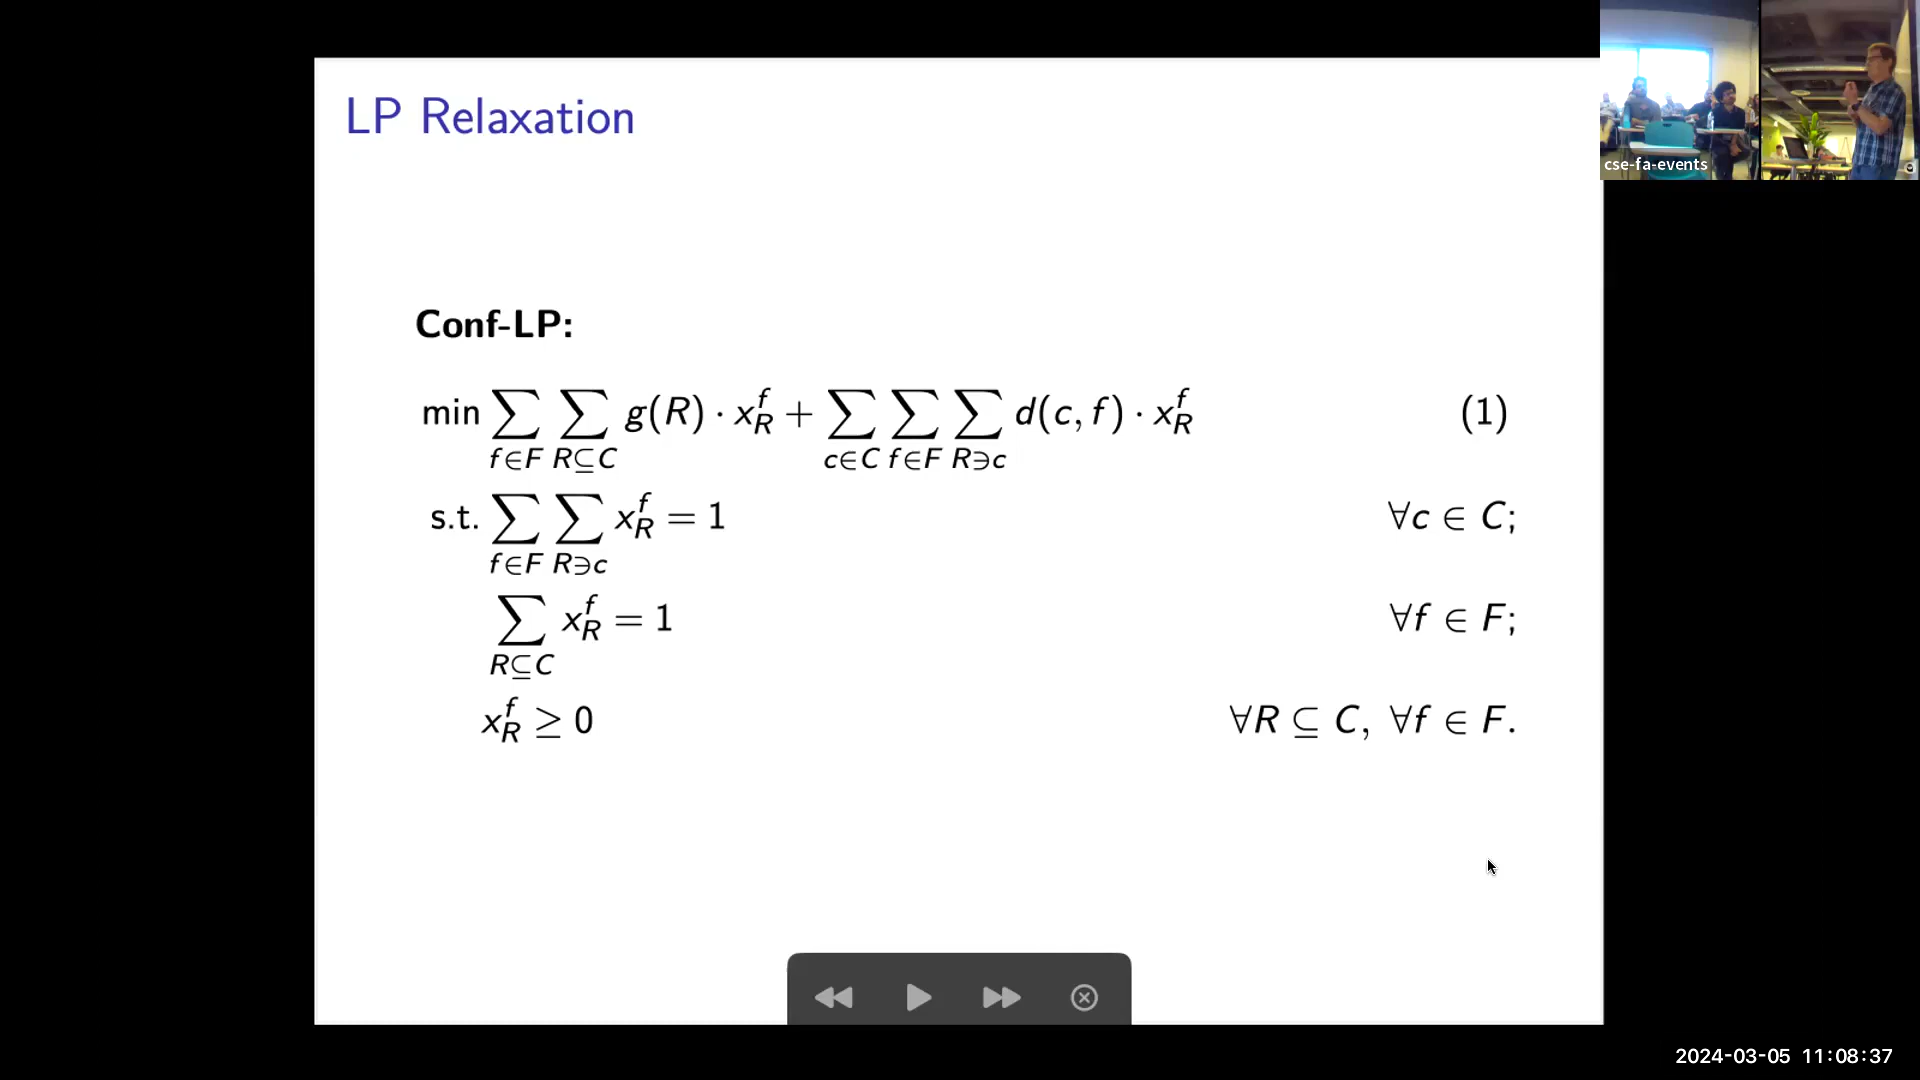 LP Relaxation
cse-fa-events
Conf-LP:
min ∑_{f∈F} ∑_{R⊆C} g(R) · x_R^f + ∑_{c∈C} ∑_{f∈F} ∑_{R∋c} d(c, f) · x_R^f (1)
s.t. ∑_{f∈F} ∑_{R∋c} x_R^f = 1 ∀c ∈ C;
∑_{R⊆C} x_R^f = 1 ∀f ∈ F;
x_R^f ≥ 0 ∀R ⊆ C, ∀f ∈ F.
2024-03-05 11:08:37